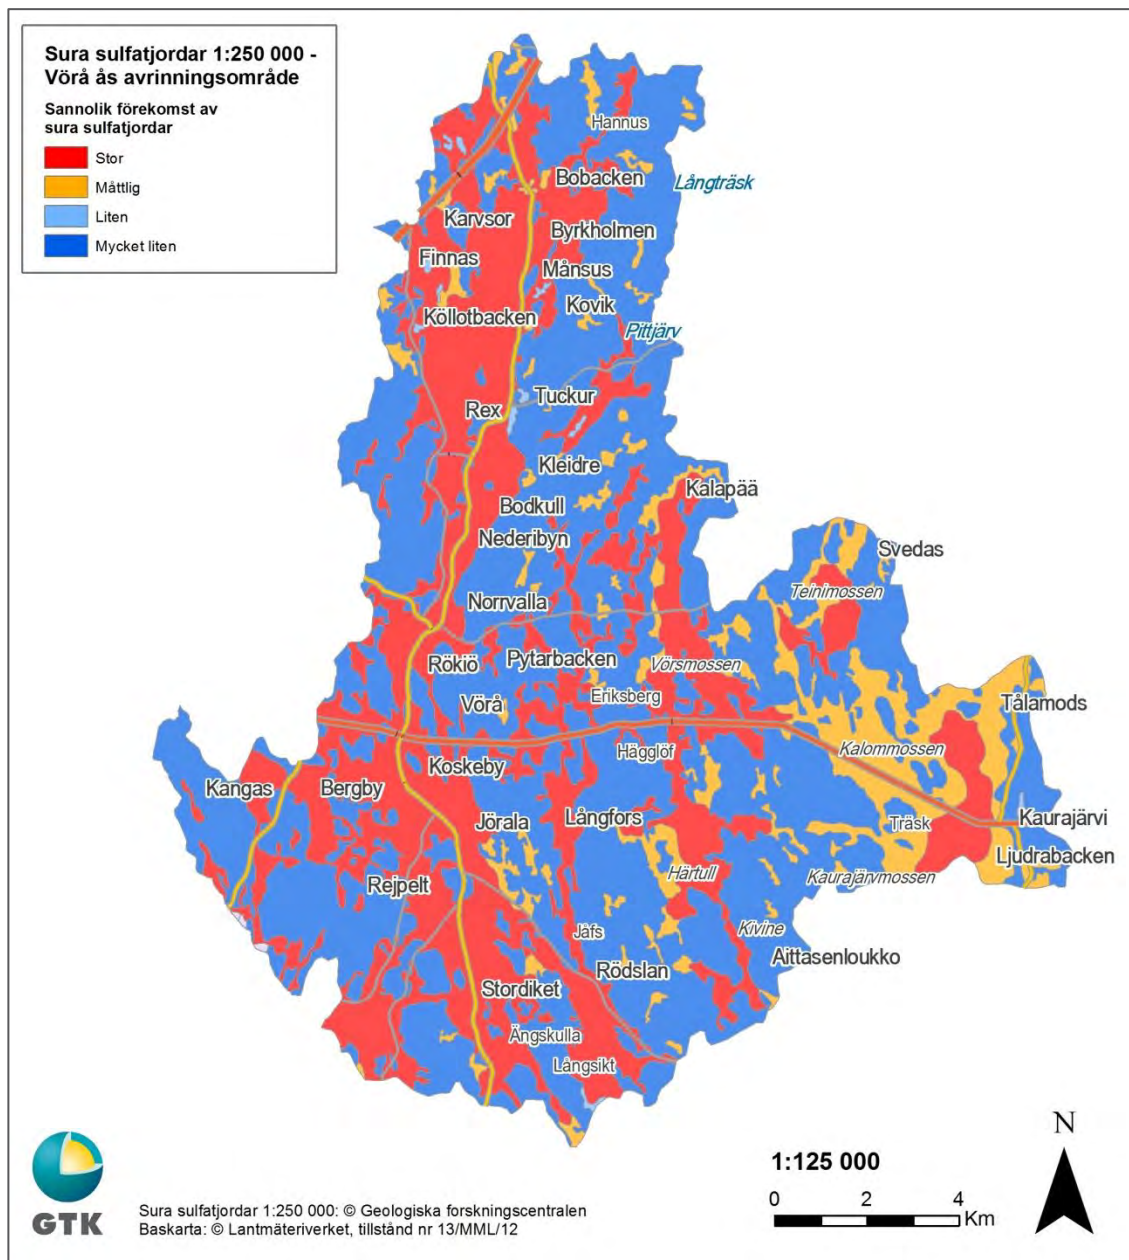 Sura sulfatjordar 1:250 000 -
Vörå ås avrinningsområde
Sannolik förekomst av
sura sulfatjordar
Stor
Måttlig
Liten
Mycket liten
Hannus
Bobacken
Långträsk
Karvsor
Byrkholmen
Finnas
Månsus
Kovik
Köllotbacken
Pittjärv
Tuckur
Rex
Kleidre
Kalapää
Bodkull
Nederibyn
Svedas
Teinimossen
Norrvalla
Rökiö
Pytarbacken
Vörsmossen
Eriksberg
Vörå
Tålamods
Kalommossen
Hägglöf
Koskeby
Kangas
Bergby
Långfors
Jörala
Träsk
Kaurajärvi
Ljudrabacken
Härtull
Kaurajärvmossen
Rejpelt
Kivine
Jåfs
Aittasenloukko
Rödslan
Stordiket
Ängskulla
Långsikt
N
1:125 000
0 2 4
Km
GTK
Sura sulfatjordar 1:250 000: © Geologiska forskningscentralen
Baskarta: © Lantmäteriverket, tillstånd nr 13/MML/12